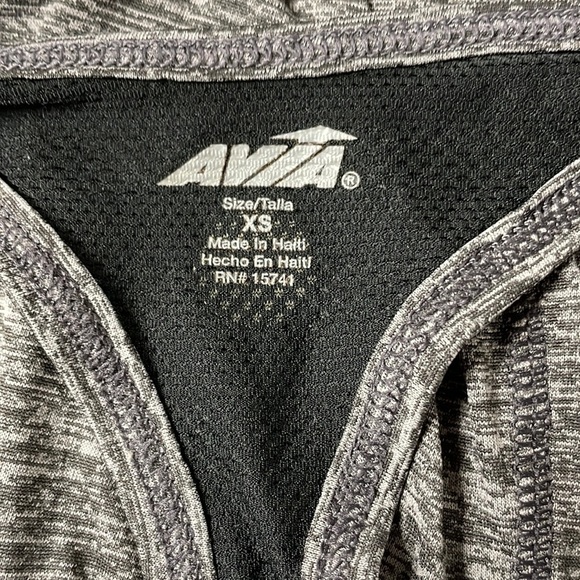 AVIA®
Size/Talla
XS
Made In Haiti
Hecho En Haiti
RN# 15741